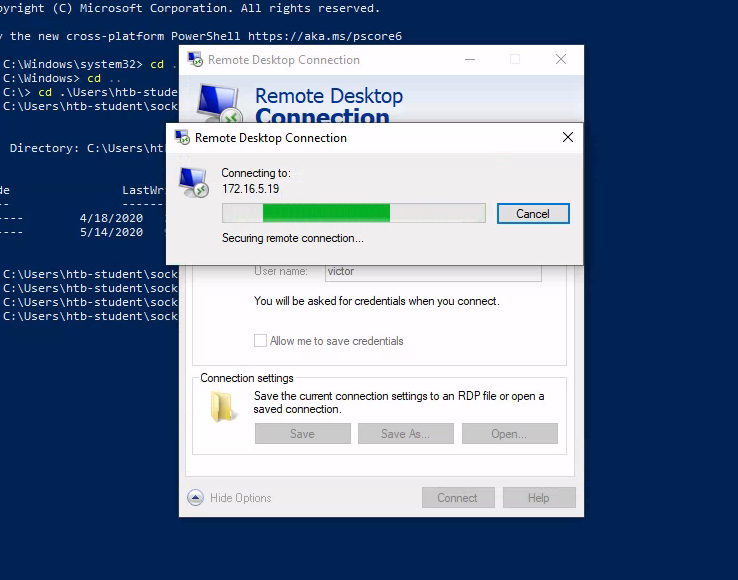 opyright (C) Microsoft Corporation. All rights reserved.
y the new cross-platform PowerShell https://aka.ms/pscore6
C:\Windows\system32> cd .
C:\Windows> cd ..
C:\> cd .\Users\htb-stude
C:\Users\htb-student\sock
Directory: C:\Users\ht
de LastWri
-- ------
---- 4/18/2020
---- 5/14/2020
C:\Users\htb-student\sock
C:\Users\htb-student\sock
C:\Users\htb-student\sock
C:\Users\htb-student\sock
Remote Desktop Connection
Remote Desktop
Connection
Remote Desktop Connection
Connecting to:
172.16.5.19
Cancel
Securing remote connection...
User name: victor
You will be asked for credentials when you connect.
Allow me to save credentials
Connection settings
Save the current connection settings to an RDP file or open a
saved connection.
Save Save As... Open...
Hide Options Connect Help